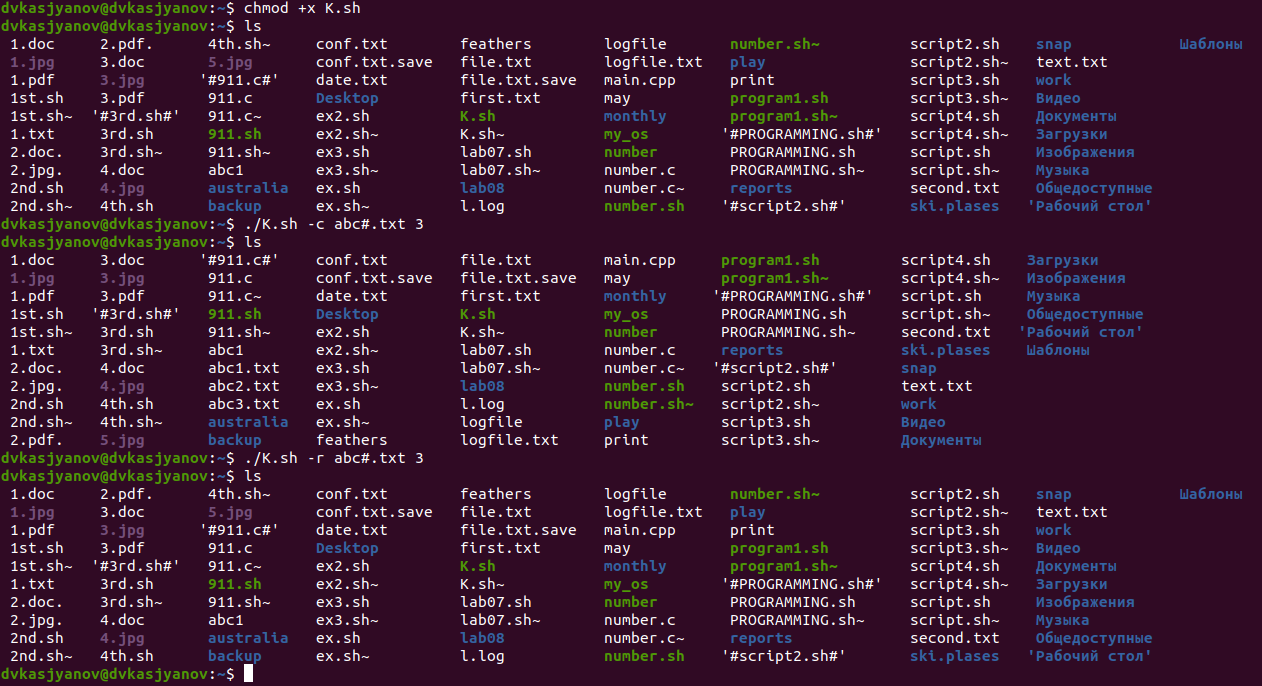 dvkasjyanov@dvkasjyanov:~$ chmod +x K.sh
dvkasjyanov@dvkasjyanov:~$ ls
1.doc 2.pdf. 4th.sh~ conf.txt feathers logfile number.sh~ script2.sh snap Шаблоны
1.jpg 3.doc 5.jpg conf.txt.save file.txt logfile.txt play script2.sh~ text.txt
1.pdf 3.jpg '#911.c#' date.txt file.txt.save main.cpp print script3.sh work
1st.sh 3.pdf 911.c Desktop first.txt may program1.sh script3.sh~ Видео
1st.sh~ '#3rd.sh#' 911.c~ ex2.sh K.sh monthly program1.sh~ script4.sh Документы
1.txt 3rd.sh 911.sh ex2.sh~ K.sh~ my_os '#PROGRAMMING.sh#' script4.sh~ Загрузки
2.doc. 3rd.sh~ 911.sh~ ex3.sh lab07.sh number PROGRAMMING.sh script.sh Изображения
2.jpg. 4.doc abc1 ex3.sh~ lab07.sh~ number.c PROGRAMMING.sh~ script.sh~ Музыка
2nd.sh 4.jpg australia ex.sh lab08 number.c~ reports second.txt Общедоступные
2nd.sh~ 4th.sh backup ex.sh~ l.log number.sh '#script2.sh#' ski.plases 'Рабочий стол'
dvkasjyanov@dvkasjyanov:~$ ./K.sh -c abc#.txt 3
dvkasjyanov@dvkasjyanov:~$ ls
1.doc 3.doc '#911.c#' conf.txt file.txt main.cpp program1.sh script4.sh Загрузки
1.jpg 3.jpg 911.c conf.txt.save file.txt.save may program1.sh~ script4.sh~ Изображения
1.pdf 3.pdf 911.c~ date.txt first.txt monthly '#PROGRAMMING.sh#' script.sh Музыка
1st.sh '#3rd.sh#' 911.sh Desktop K.sh my_os PROGRAMMING.sh script.sh~ Общедоступные
1st.sh~ 3rd.sh 911.sh~ ex2.sh K.sh~ number PROGRAMMING.sh~ second.txt 'Рабочий стол'
1.txt 3rd.sh~ abc1 ex2.sh~ lab07.sh number.c reports ski.plases Шаблоны
2.doc. 4.doc abc1.txt ex3.sh lab07.sh~ number.c~ '#script2.sh#' snap
2.jpg. 4.jpg abc2.txt ex3.sh~ lab08 number.sh script2.sh text.txt
2nd.sh 4th.sh abc3.txt ex.sh l.log number.sh~ script2.sh~ work
2nd.sh~ 4th.sh~ australia ex.sh~ logfile play script3.sh Видео
2.pdf. 5.jpg backup feathers logfile.txt print script3.sh~ Документы
dvkasjyanov@dvkasjyanov:~$ ./K.sh -r abc#.txt 3
dvkasjyanov@dvkasjyanov:~$ ls
1.doc 2.pdf. 4th.sh~ conf.txt feathers logfile number.sh~ script2.sh snap Шаблоны
1.jpg 3.doc 5.jpg conf.txt.save file.txt logfile.txt play script2.sh~ text.txt
1.pdf 3.jpg '#911.c#' date.txt file.txt.save main.cpp print script3.sh work
1st.sh 3.pdf 911.c Desktop first.txt may program1.sh script3.sh~ Видео
1st.sh~ '#3rd.sh#' 911.c~ ex2.sh K.sh monthly program1.sh~ script4.sh Документы
1.txt 3rd.sh 911.sh ex2.sh~ K.sh~ my_os '#PROGRAMMING.sh#' script4.sh~ Загрузки
2.doc. 3rd.sh~ 911.sh~ ex3.sh lab07.sh number PROGRAMMING.sh script.sh Изображения
2.jpg. 4.doc abc1 ex3.sh~ lab07.sh~ number.c PROGRAMMING.sh~ script.sh~ Музыка
2nd.sh 4.jpg australia ex.sh lab08 number.c~ reports second.txt Общедоступные
2nd.sh~ 4th.sh backup ex.sh~ l.log number.sh '#script2.sh#' ski.plases 'Рабочий стол'
dvkasjyanov@dvkasjyanov:~$